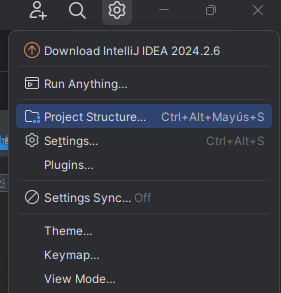 Download IntelliJ IDEA 2024.2.6
Run Anything...
Project Structure... Ctrl+Alt+Mayús+S
Settings... Ctrl+Alt+S
Plugins...
Settings Sync... Off
Theme...
Keymap...
View Mode...